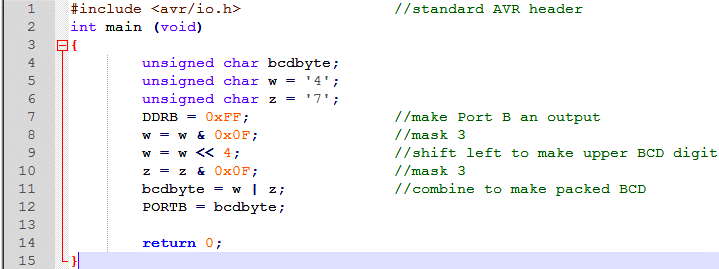 1 #include <avr/io.h> //standard AVR header
2 int main (void)
3 {
4 unsigned char bcdbyte;
5 unsigned char w = '4';
6 unsigned char z = '7';
7 DDRB = 0xFF; //make Port B an output
8 w = w & 0x0F; //mask 3
9 w = w << 4; //shift left to make upper BCD digit
10 z = z & 0x0F; //mask 3
11 bcdbyte = w | z; //combine to make packed BCD
12 PORTB = bcdbyte;
13
14 return 0;
15 }